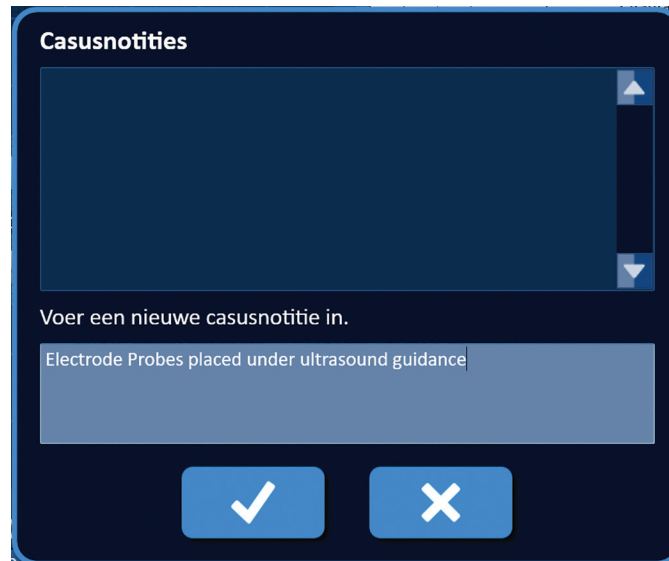 Casusnotities
Voer een nieuwe casusnotitie in.
Electrode Probes placed under ultrasound guidance